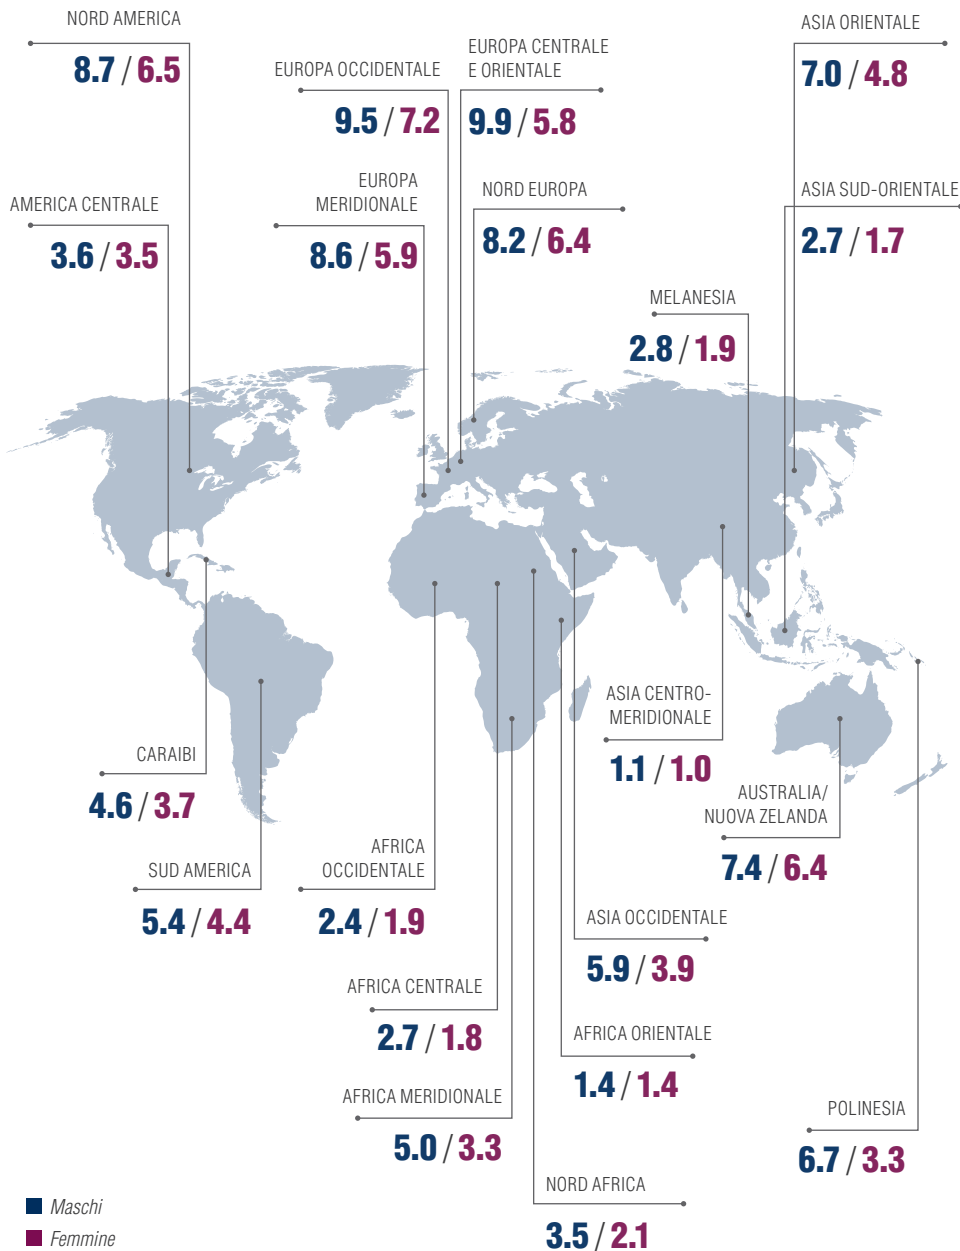 NORD AMERICA
8.7 / 6.5
EUROPA OCCIDENTALE
9.5 / 7.2
EUROPA CENTRALE
E ORIENTALE
9.9 / 5.8
ASIA ORIENTALE
7.0 / 4.8
AMERICA CENTRALE
3.6 / 3.5
EUROPA
MERIDIONALE
8.6 / 5.9
NORD EUROPA
8.2 / 6.4
ASIA SUD-ORIENTALE
2.7 / 1.7
MELANESIA
2.8 / 1.9
ASIA CENTRO-
MERIDIONALE
1.1 / 1.0
CARAIBI
4.6 / 3.7
AUSTRALIA/
NUOVA ZELANDA
7.4 / 6.4
SUD AMERICA
5.4 / 4.4
AFRICA
OCCIDENTALE
2.4 / 1.9
ASIA OCCIDENTALE
5.9 / 3.9
AFRICA CENTRALE
2.7 / 1.8
AFRICA ORIENTALE
1.4 / 1.4
AFRICA MERIDIONALE
5.0 / 3.3
POLINESIA
6.7 / 3.3
NORD AFRICA
3.5 / 2.1
Maschi
Femmine